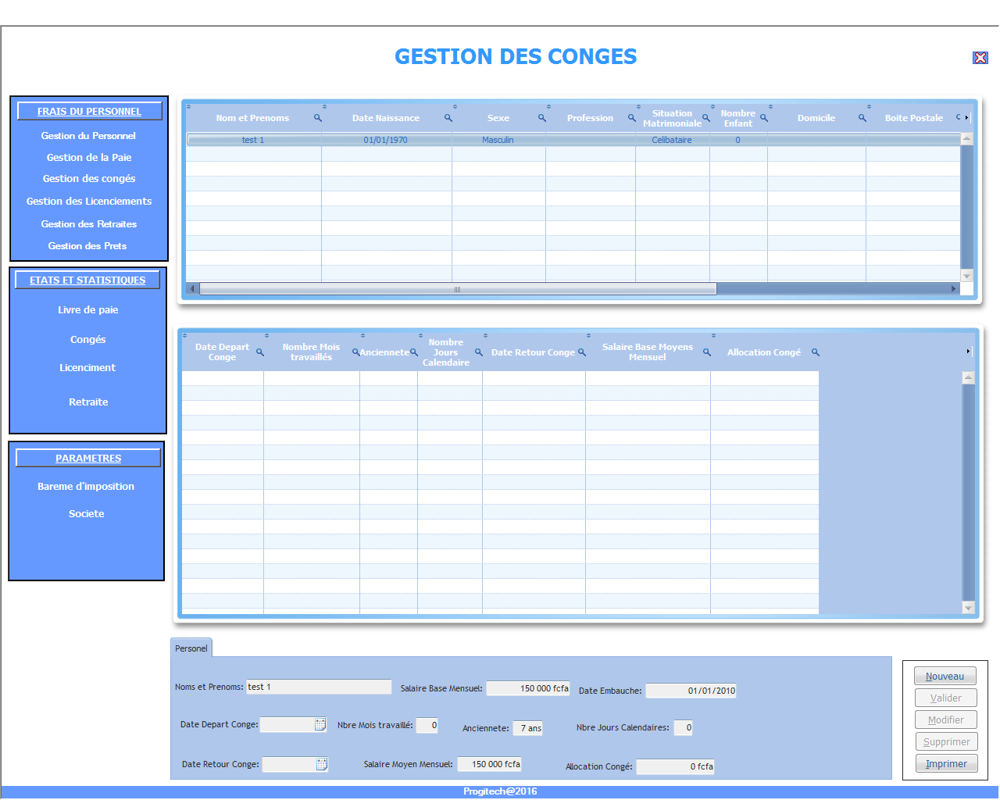 GESTION DES CONGES
FRAIS DU PERSONNEL
Gestion du Personnel
Gestion de la Paie
Gestion des congés
Gestion des Licenciements
Gestion des Retraites
Gestion des Prets
ETATS ET STATISTIQUES
Livre de paie
Congés
Licenciment
Retraite
PARAMETRES
Bareme d'imposition
Societe
Nom et Prenoms Date Naissance Sexe Profession Situation Matrimoniale Nombre Enfant Domicile Boite Postale
test 1 01/01/1970 Masculin Celibataire 0
Date Depart Conge Nombre Mois travaillés Anciennete Nombre Jours Calendaire Date Retour Conge Salaire Base Moyens Mensuel Allocation Congé
Personel
Noms et Prenoms: test 1 Salaire Base Mensuel: 150 000 fcfa Date Embauche: 01/01/2010
Date Depart Conge: Nbre Mois travaillé: 0 Anciennete: 7 ans Nbre Jours Calendaires: 0
Date Retour Conge: Salaire Moyen Mensuel: 150 000 fcfa Allocation Congé: 0 fcfa
Nouveau
Valider
Modifier
Supprimer
Imprimer
Progitech@2016